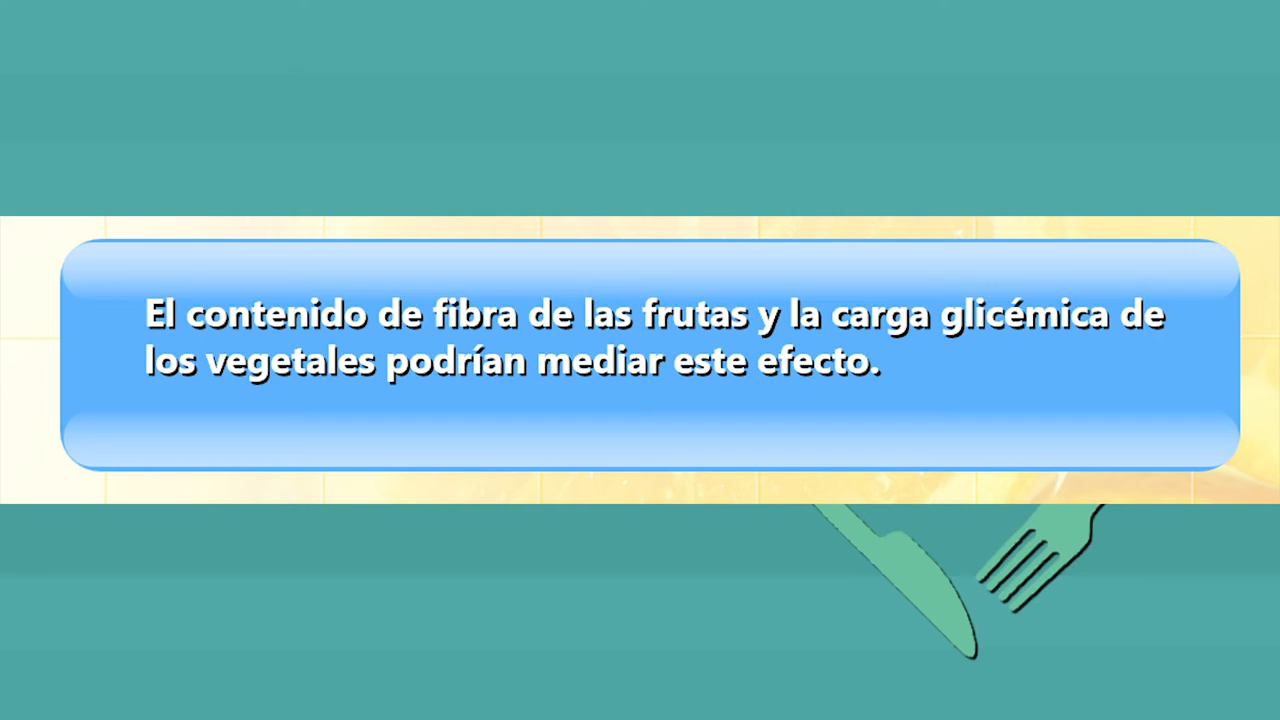 El contenido de fibra de las frutas y la carga glicémica de
los vegetales podrían mediar este efecto.